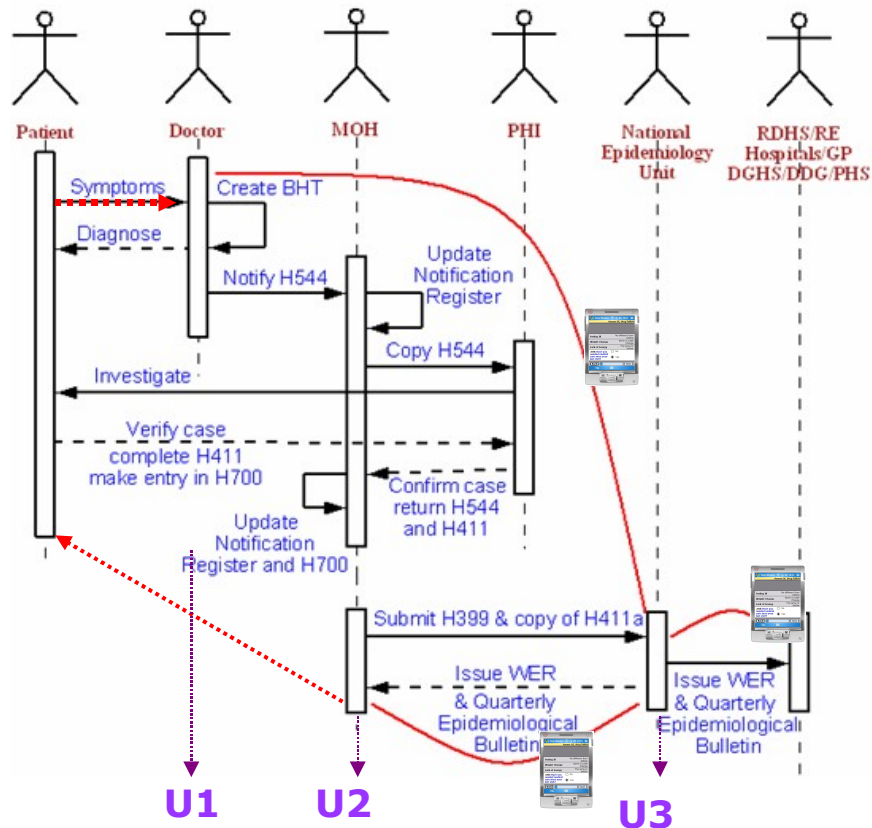 Patient
Doctor
MOH
PHI
National
Epidemiology
Unit
RDHS/RE
Hospitals/GP
DGHS/DDG/PHS
Symptoms
Create BHT
Diagnose
Notify H544
Update
Notification
Register
Copy H544
Investigate
Verify case
complete H411
make entry in H700
Confirm case
return H544
and H411
Update
Notification
Register and H700
Submit H399 & copy of H411a
Issue WER
& Quarterly
Epidemiological
Bulletin
Issue WER
& Quarterly
Epidemiological
Bulletin
U1
U2
U3